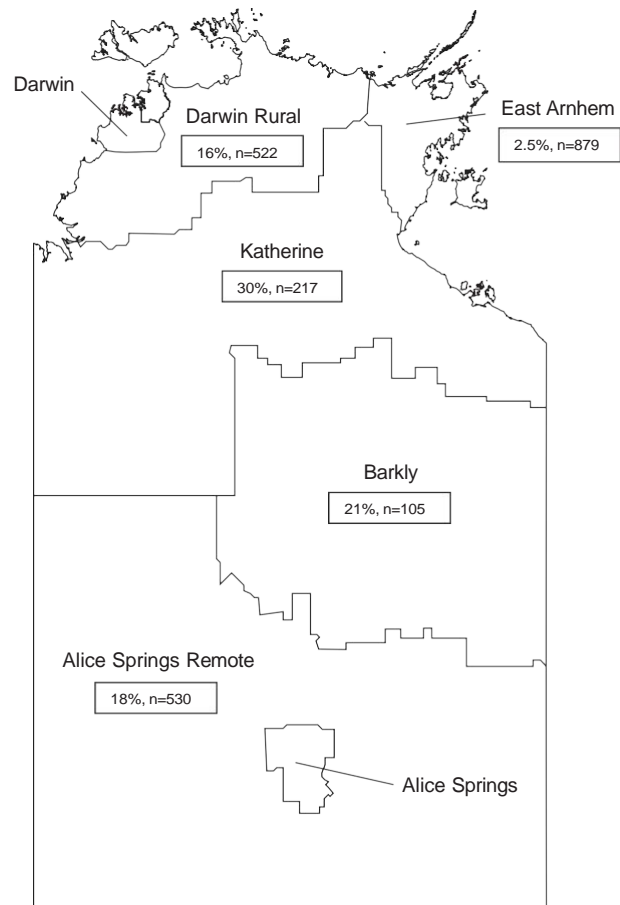 Darwin
Darwin Rural
16%, n=522
East Arnhem
2.5%, n=879
Katherine
30%, n=217
Barkly
21%, n=105
Alice Springs Remote
18%, n=530
Alice Springs